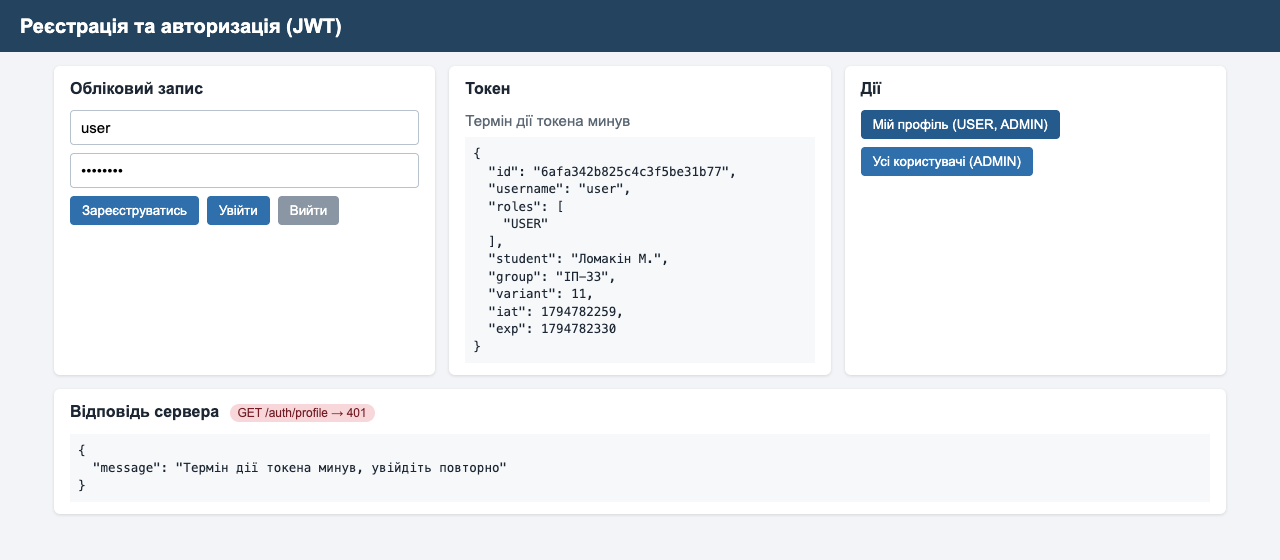 Реєстрація та авторизація (JWT)
Обліковий запис
user
••••••••
Зареєструватись
Увійти
Вийти
Токен
Термін дії токена минув
{
  "id": "6afa342b825c4c3f5be31b77",
  "username": "user",
  "roles": [
    "USER"
  ],
  "student": "Ломакін М.",
  "group": "ІП-33",
  "variant": 11,
  "iat": 1794782259,
  "exp": 1794782330
}
Дії
Мій профіль (USER, ADMIN)
Усі користувачі (ADMIN)
Відповідь сервера GET /auth/profile → 401
{
  "message": "Термін дії токена минув, увійдіть повторно"
}